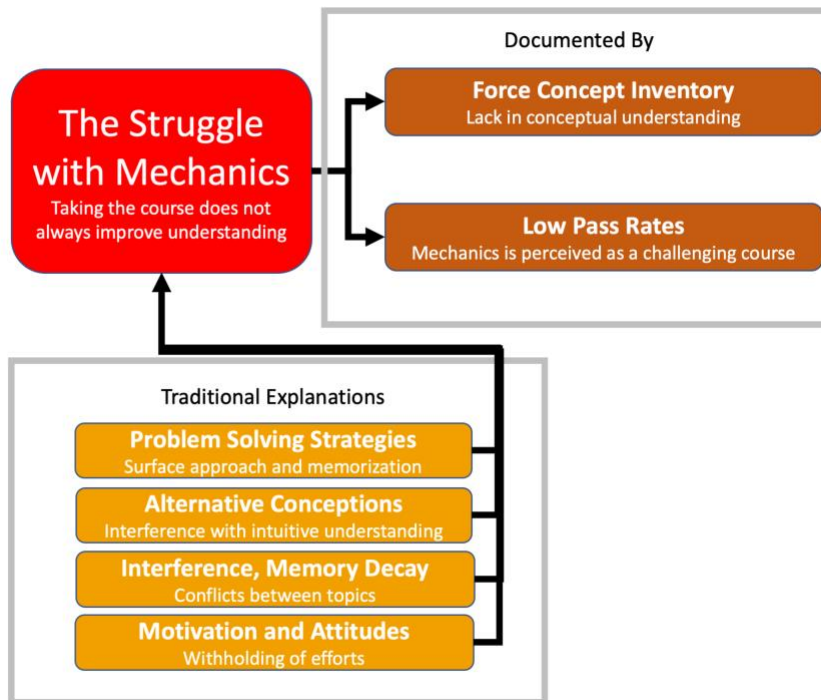 Documented By
The Struggle
with Mechanics
Taking the course does not
always improve understanding
Force Concept Inventory
Lack in conceptual understanding
Low Pass Rates
Mechanics is perceived as a challenging course
Traditional Explanations
Problem Solving Strategies
Surface approach and memorization
Alternative Conceptions
Interference with intuitive understanding
Interference, Memory Decay
Conflicts between topics
Motivation and Attitudes
Withholding of efforts